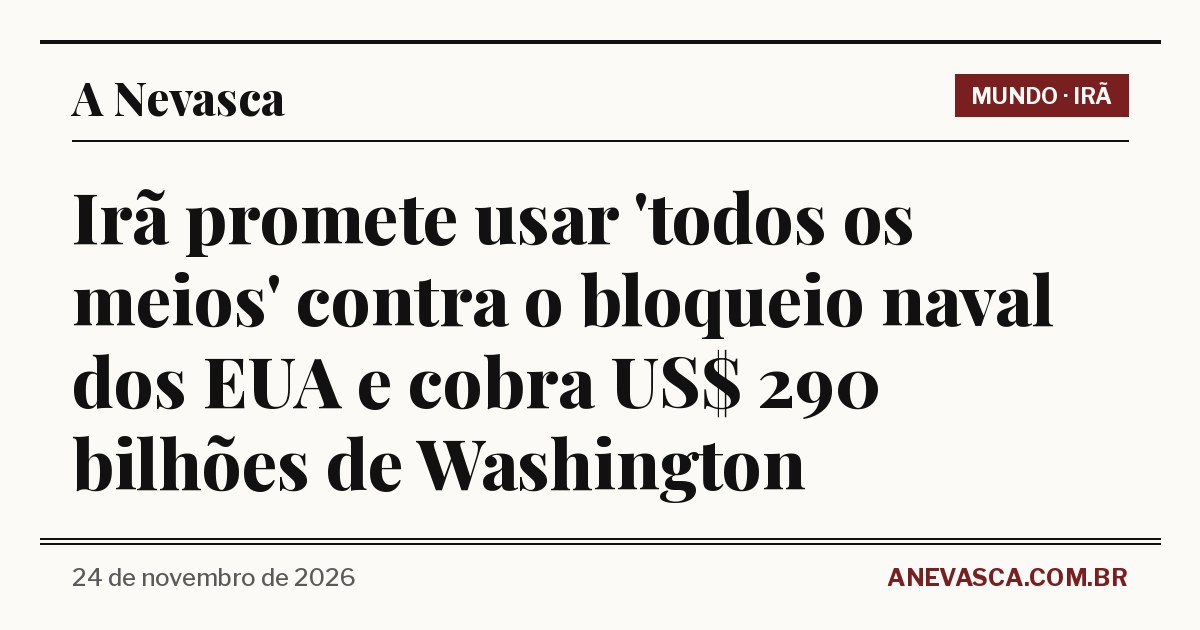 A Nevasca
MUNDO · IRÃ
Irã promete usar 'todos os
meios' contra o bloqueio naval
dos EUA e cobra US$ 290
bilhões de Washington
24 de novembro de 2026
ANEVASCA.COM.BR